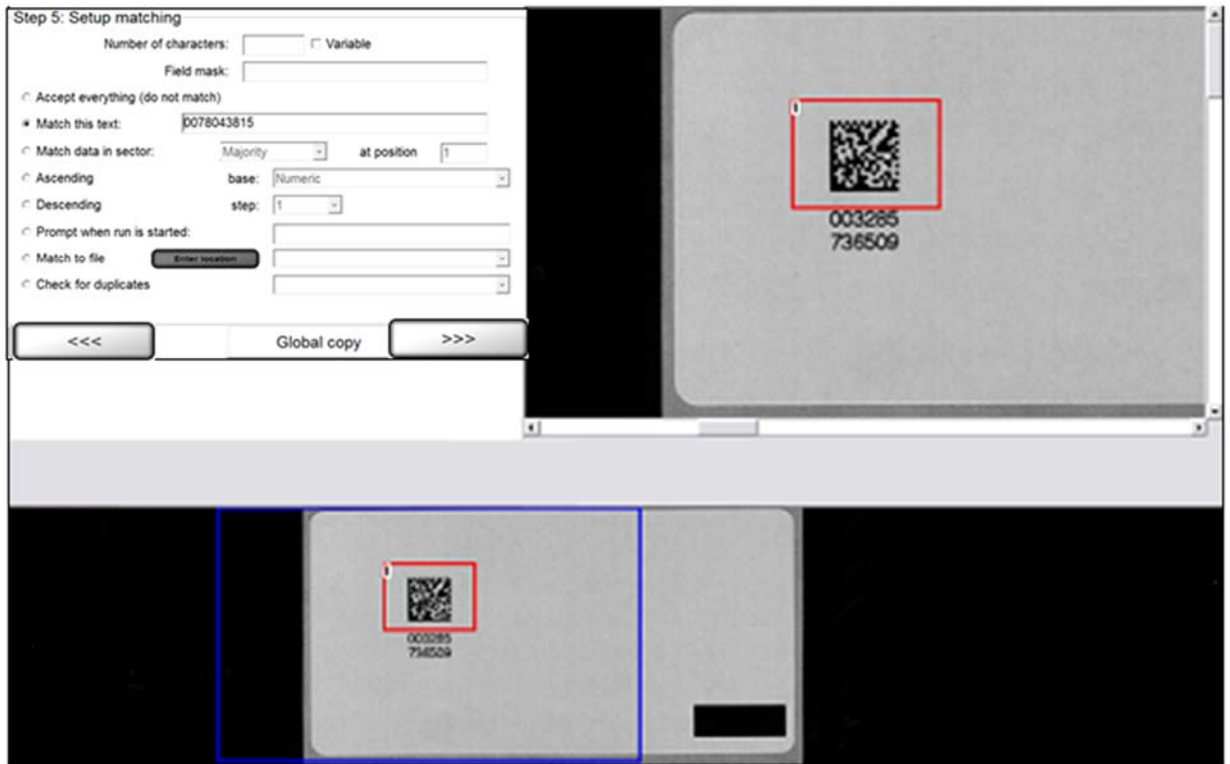 Step 5: Setup matching
Number of characters: Variable
Field mask:
Accept everything (do not match)
Match this text: 0078043815
Match data in sector: Majority at position 1
Ascending base: Numeric
Descending step: 1
Prompt when run is started:
Match to file Enter location
Check for duplicates
<<< Global copy >>>
1
003285
736509
1
003285
736509